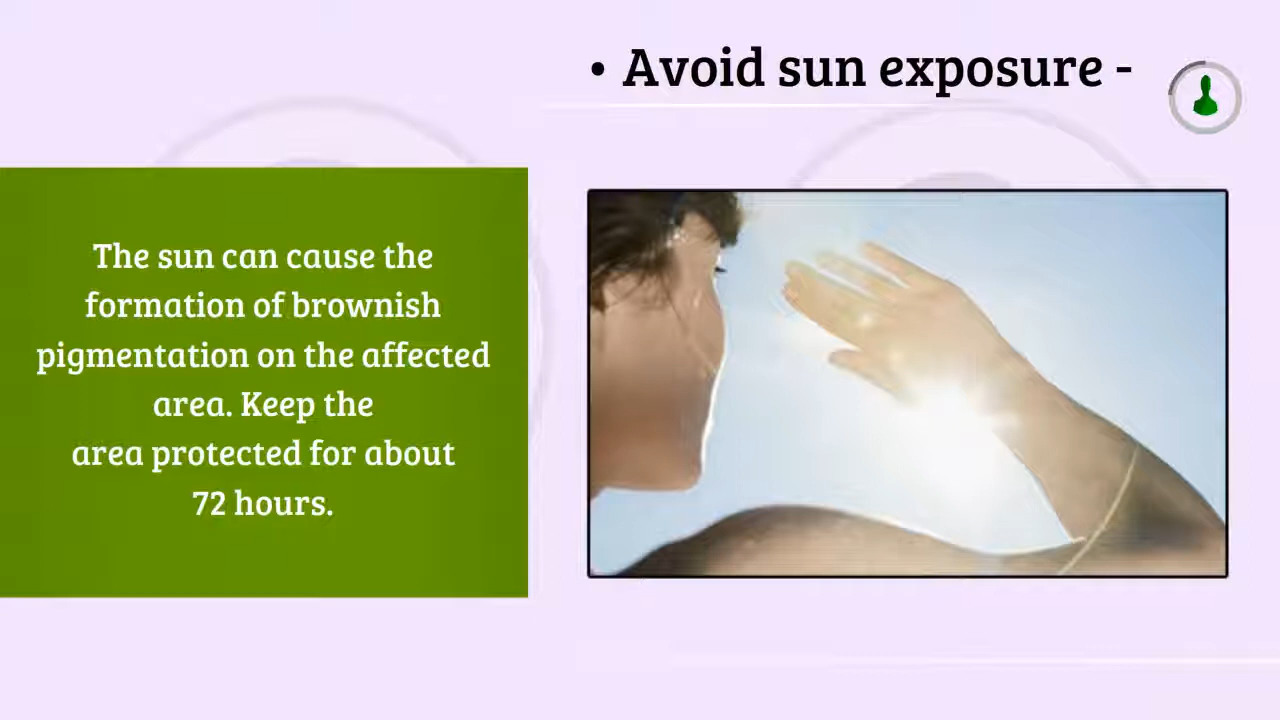 • Avoid sun exposure -
The sun can cause the
formation of brownish
pigmentation on the affected
area. Keep the
area protected for about
72 hours.